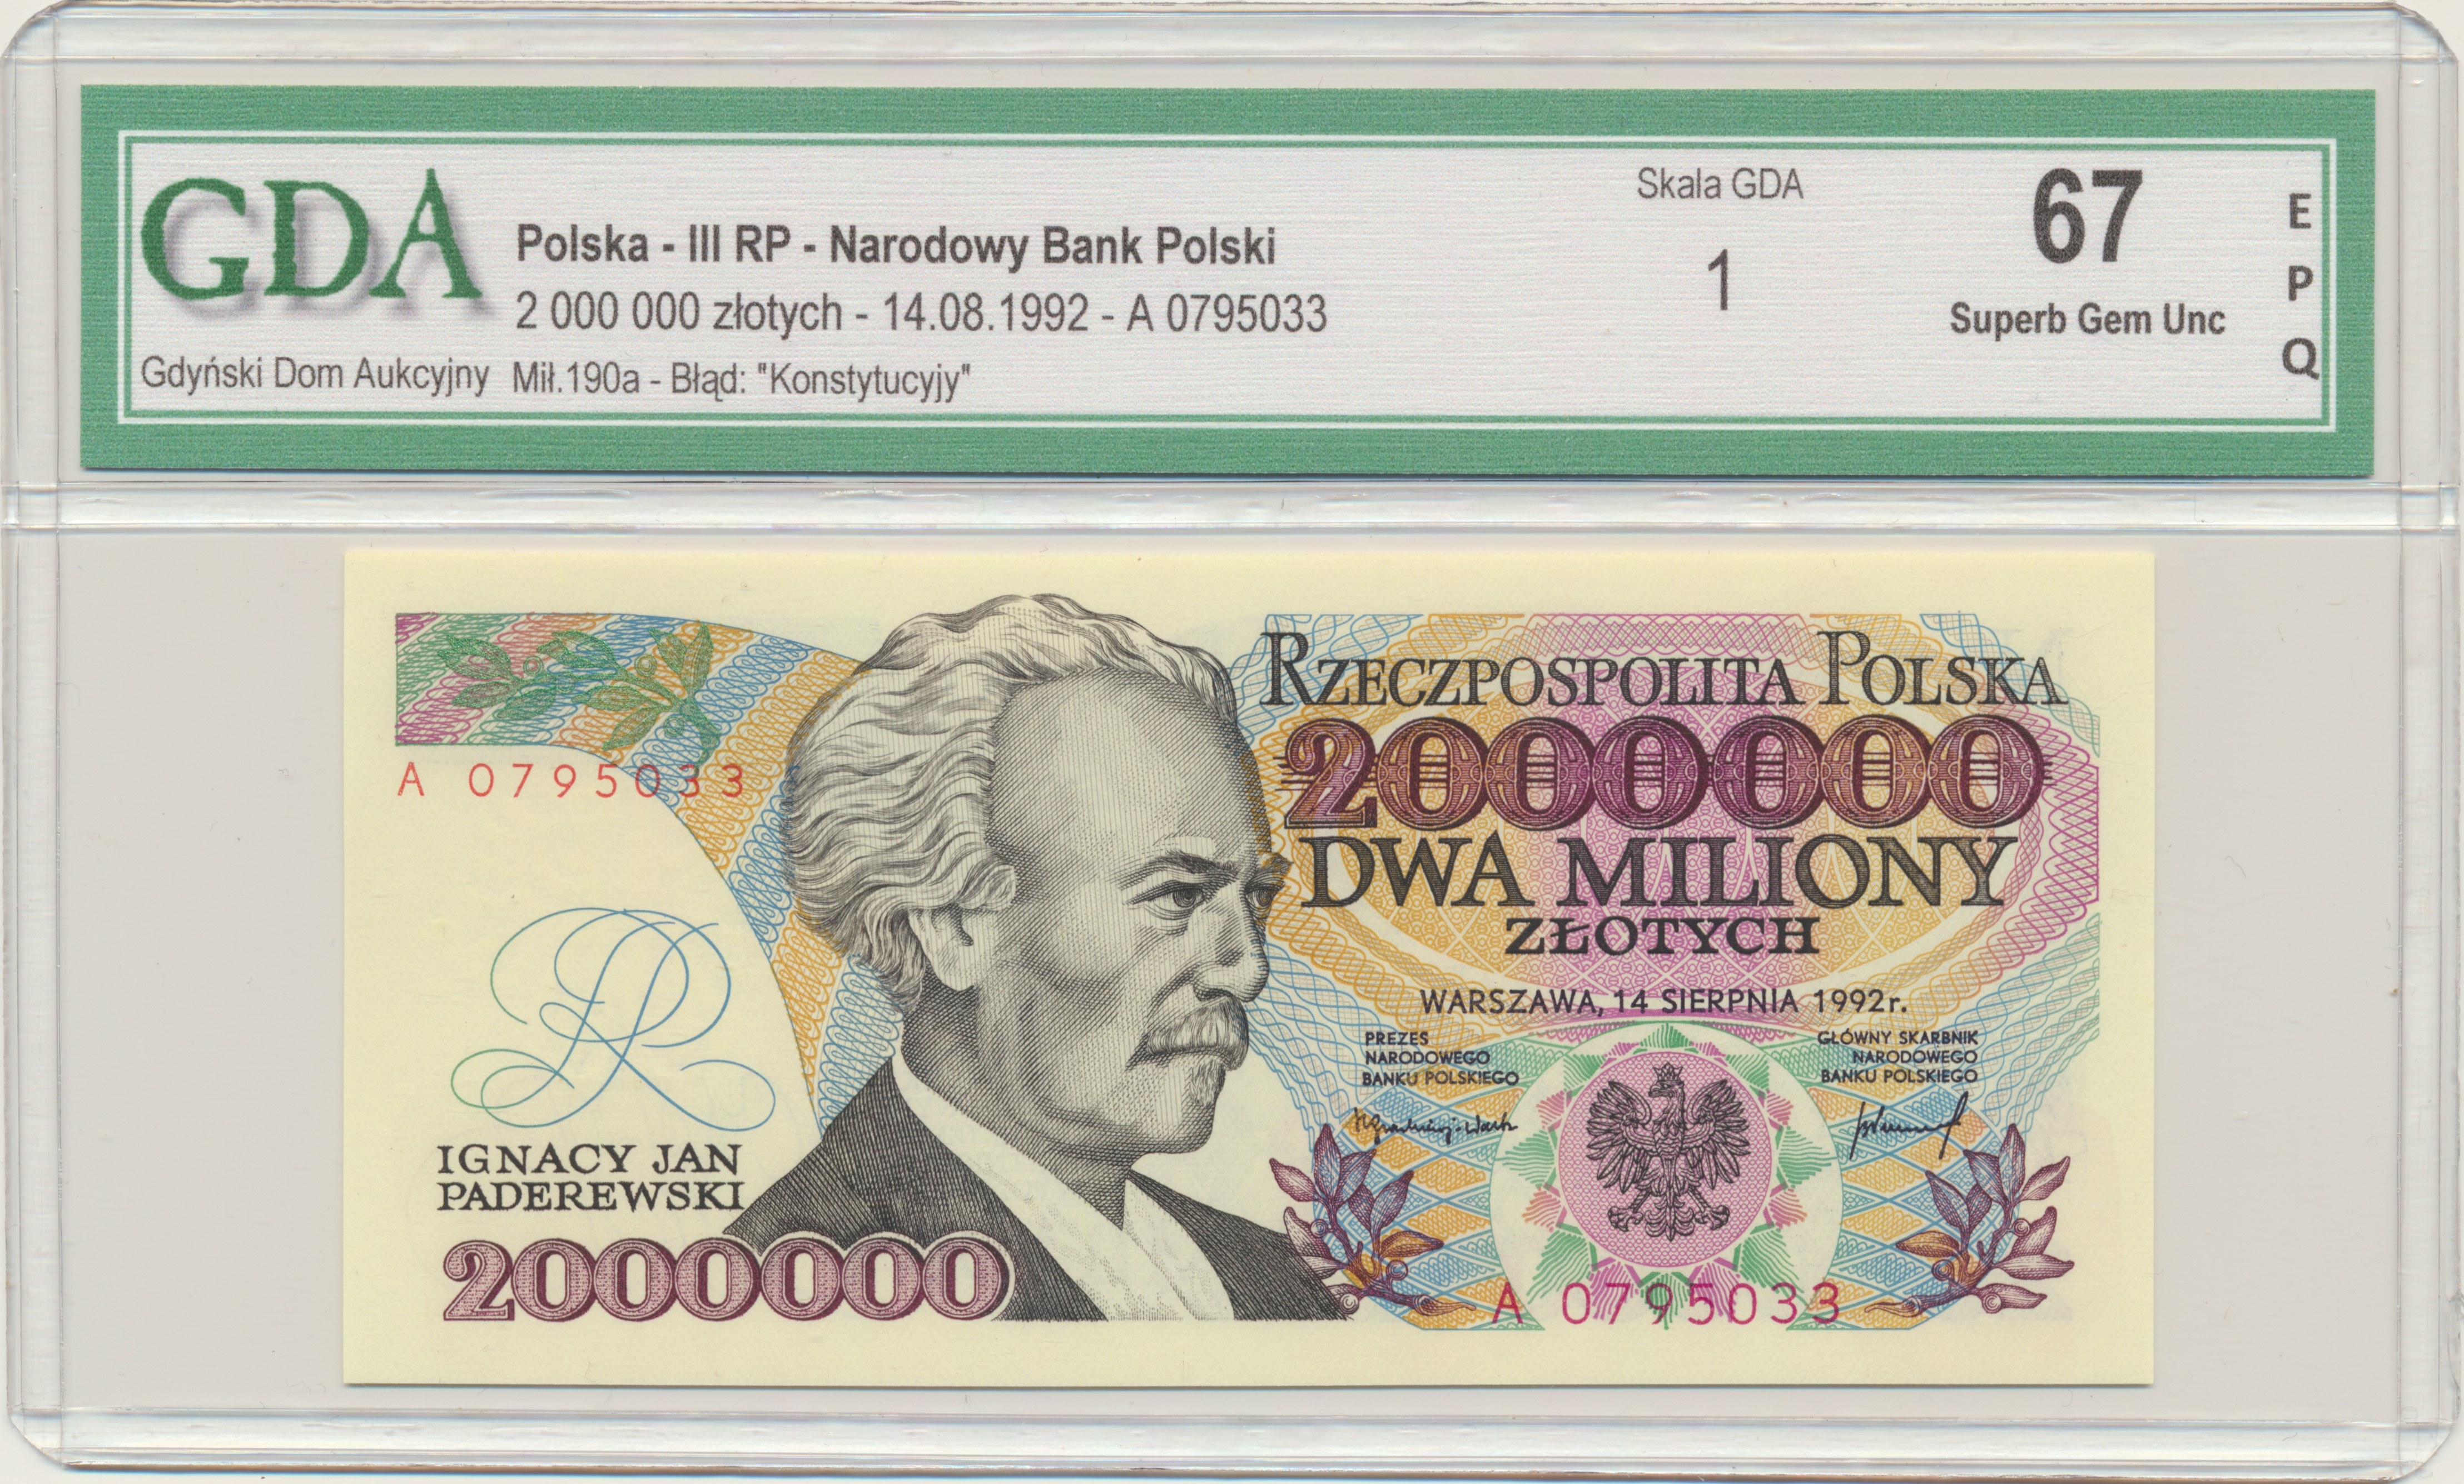 GDA
Gdyński Dom Aukcyjny
Polska - III RP - Narodowy Bank Polski
2 000 000 złotych - 14.08.1992 - A 0795033
Mił.190a - Błąd: "Konstytucyjy"
Skala GDA
1
67
Superb Gem Unc
E
P
Q
A 0795033
IGNACY JAN
PADEREWSKI
2000000
RZECZPOSPOLITA POLSKA
2000000
DWA MILIONY
ZŁOTYCH
WARSZAWA, 14 SIERPNIA 1992r.
PREZES
NARODOWEGO
BANKU POLSKIEGO
GŁÓWNY SKARBNIK
NARODOWEGO
BANKU POLSKIEGO
A 0795033